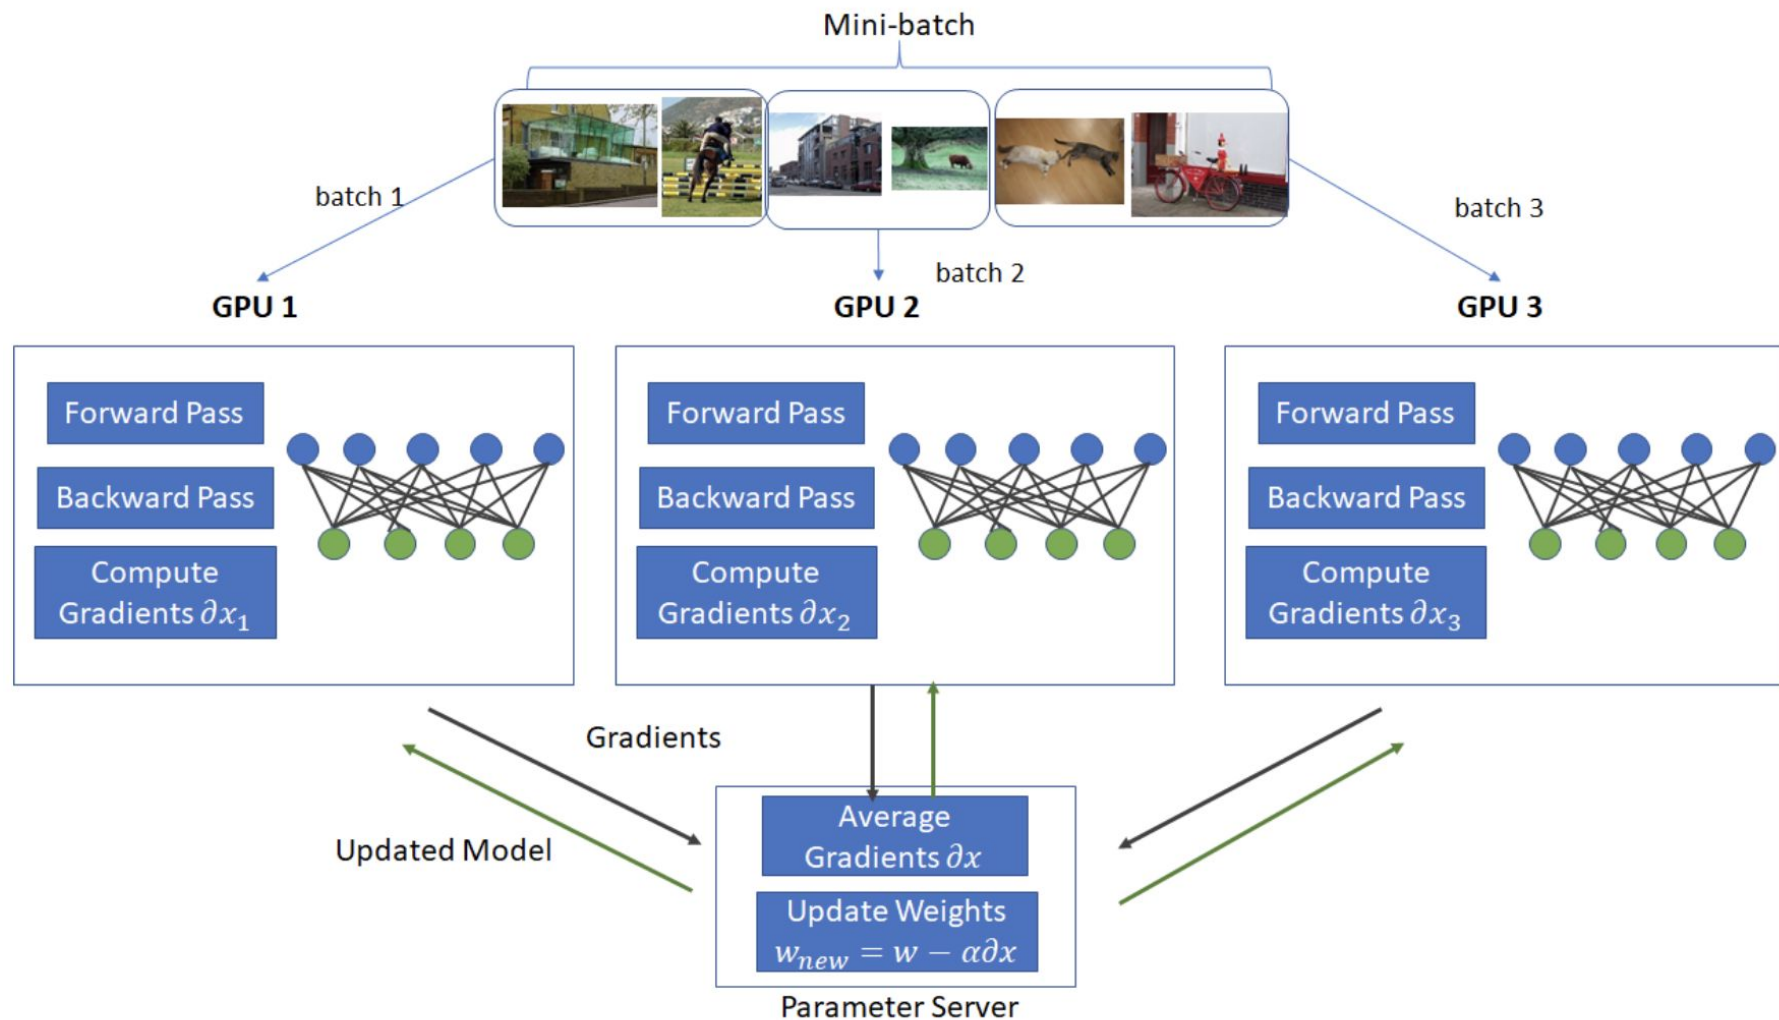 Mini-batch
batch 1
batch 2
batch 3
GPU 1
GPU 2
GPU 3
Forward Pass
Backward Pass
Compute
Gradients ∂x₁
Forward Pass
Backward Pass
Compute
Gradients ∂x₂
Forward Pass
Backward Pass
Compute
Gradients ∂x₃
Gradients
Updated Model
Average
Gradients ∂x
Update Weights
wₙₑw = w − α∂x
Parameter Server